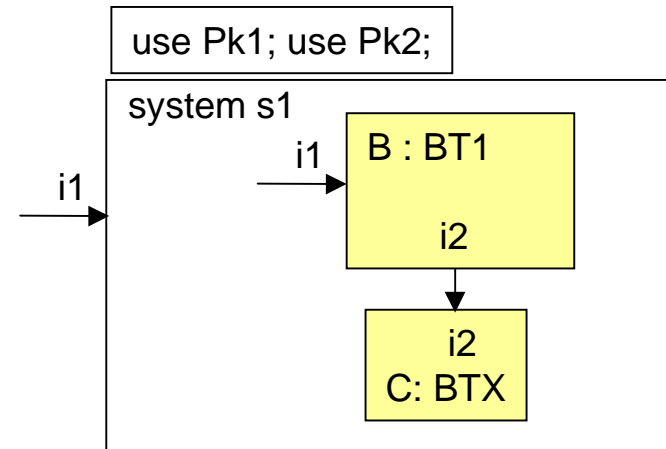 use Pk1; use Pk2;
system s1
i1
i1
B : BT1
i2
i2
C: BTX